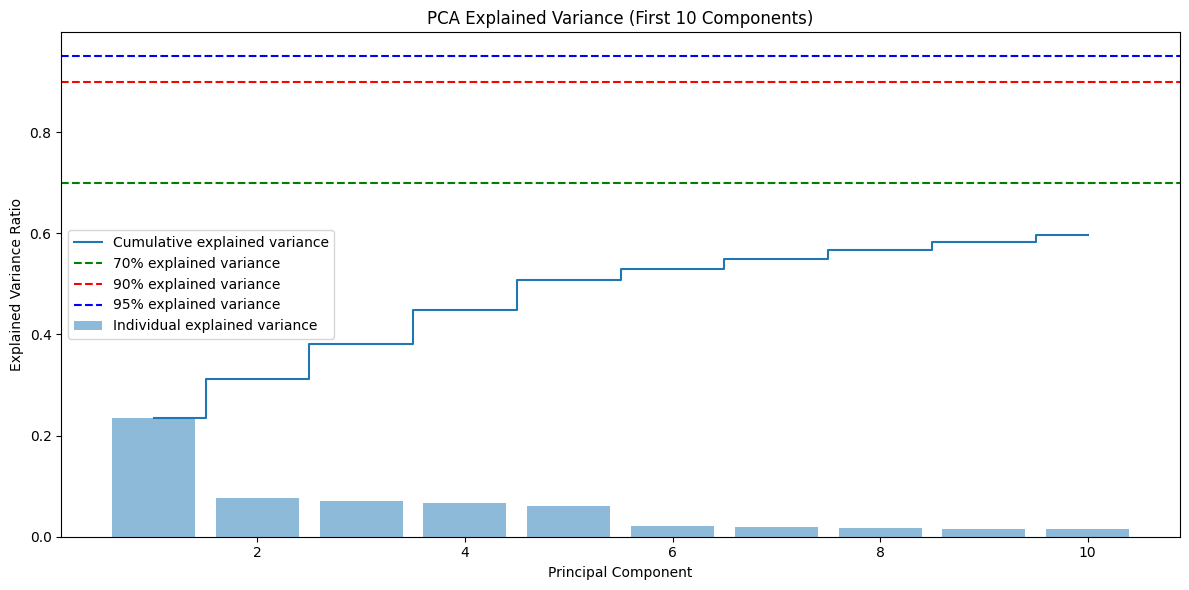 PCA Explained Variance (First 10 Components)
Explained Variance Ratio
0.8
0.6
0.4
0.2
0.0
Cumulative explained variance
70% explained variance
90% explained variance
95% explained variance
Individual explained variance
2 4 6 8 10
Principal Component